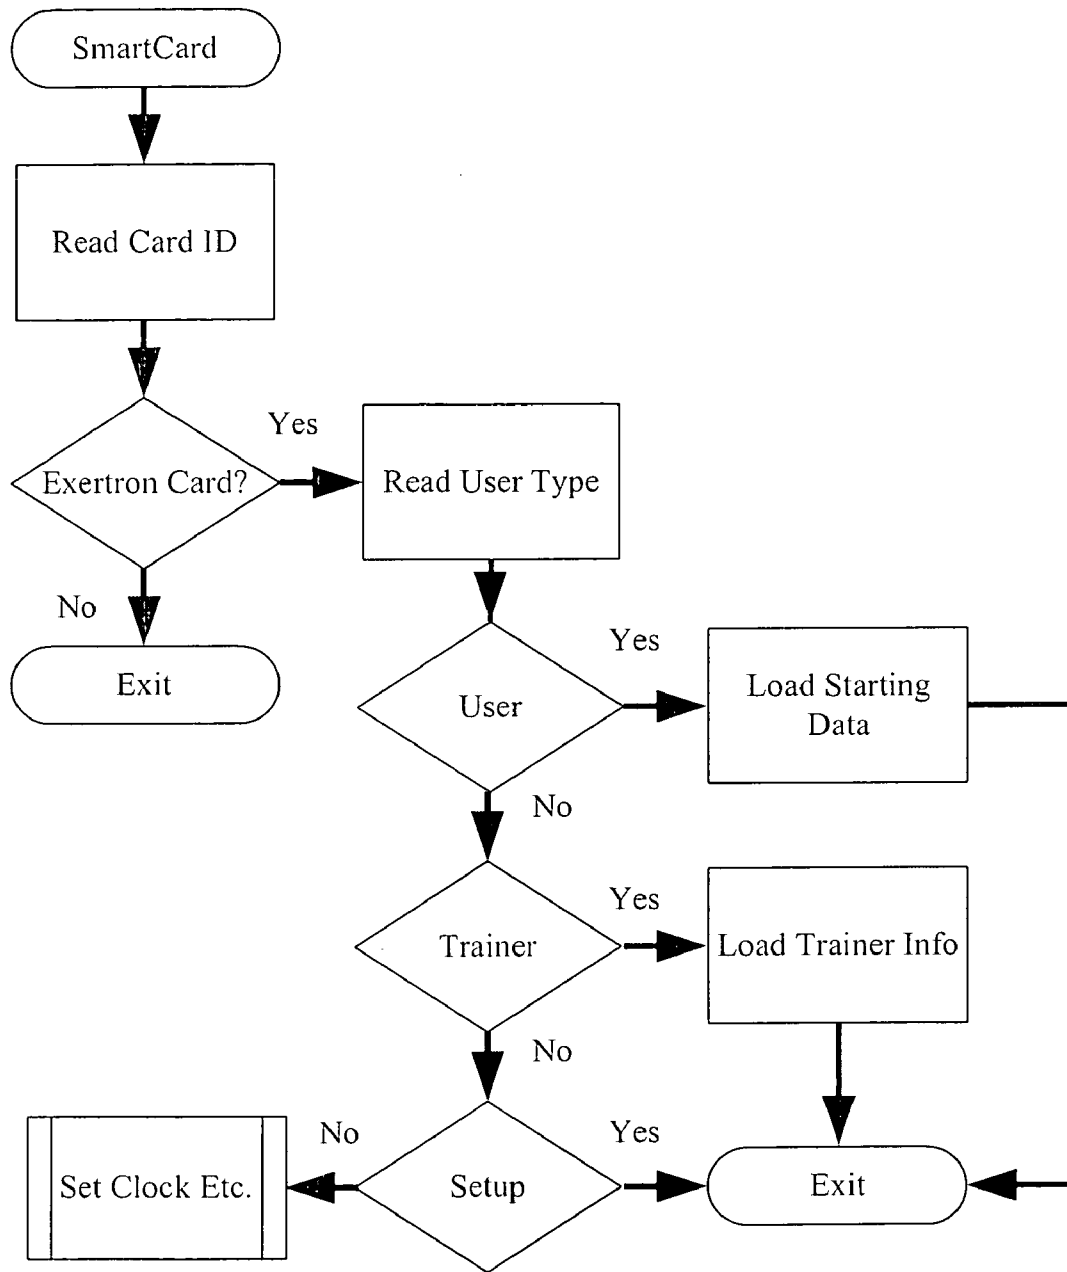 SmartCard
Read Card ID
Exertron Card?
Yes
Read User Type
No
Exit
User
Yes
Load Starting
Data
No
Trainer
Yes
Load Trainer Info
No
Setup
No
Set Clock Etc.
Yes
Exit